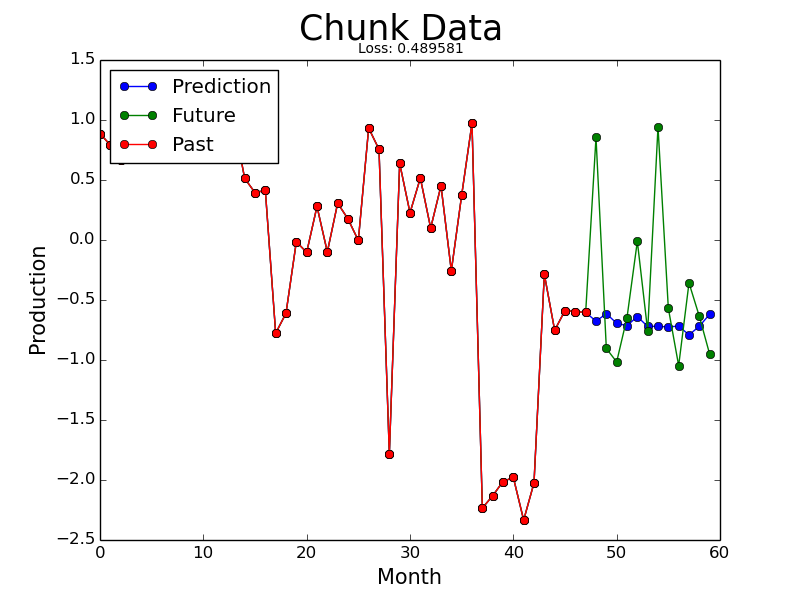 Chunk Data
Loss: 0.489581
Prediction
Future
Past
1.5
1.0
0.5
0.0
−0.5
−1.0
−1.5
−2.0
−2.5
Production
0 10 20 30 40 50 60
Month